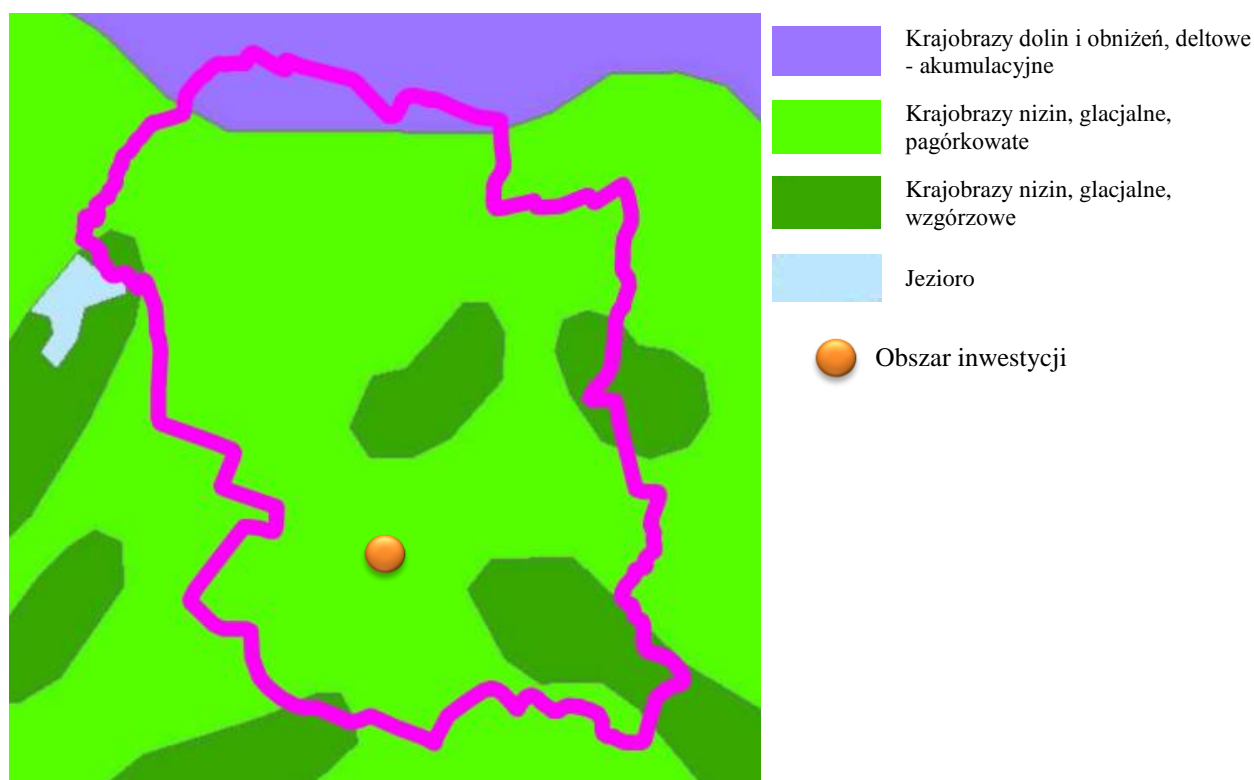 Krajobrazy dolin i obniżeń, deltowe
- akumulacyjne
Krajobrazy nizin, glacjalne,
pagórkowate
Krajobrazy nizin, glacjalne,
wzgórzowe
Jezioro
Obszar inwestycji